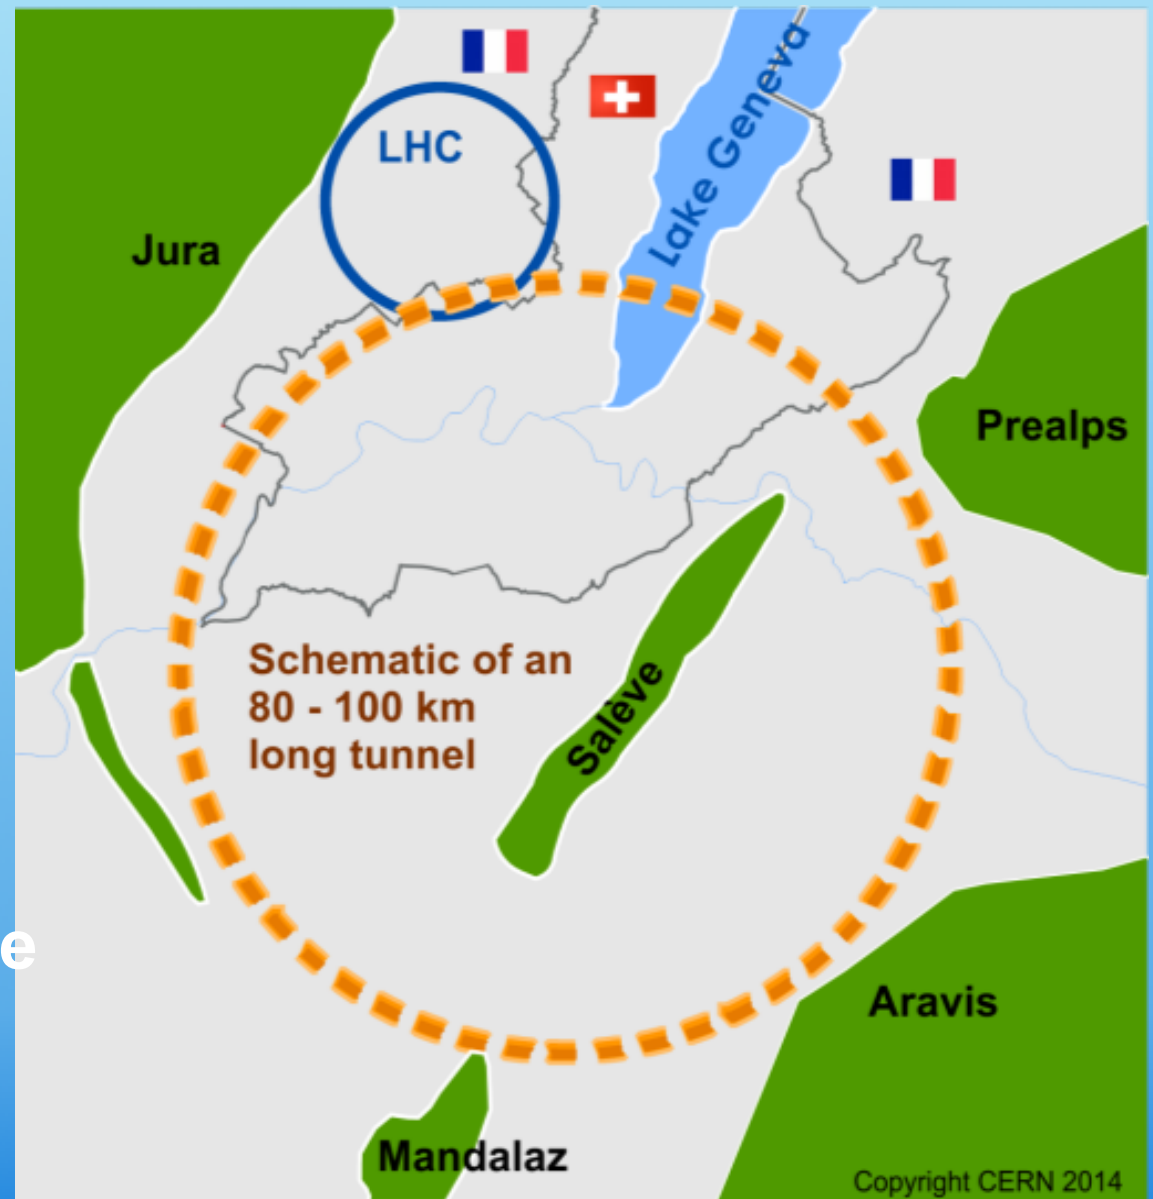 LHC
Lake Geneva
Jura
Prealps
Schematic of an
80 - 100 km
long tunnel
Salève
e
Aravis
Mandalaz
Copyright CERN 2014